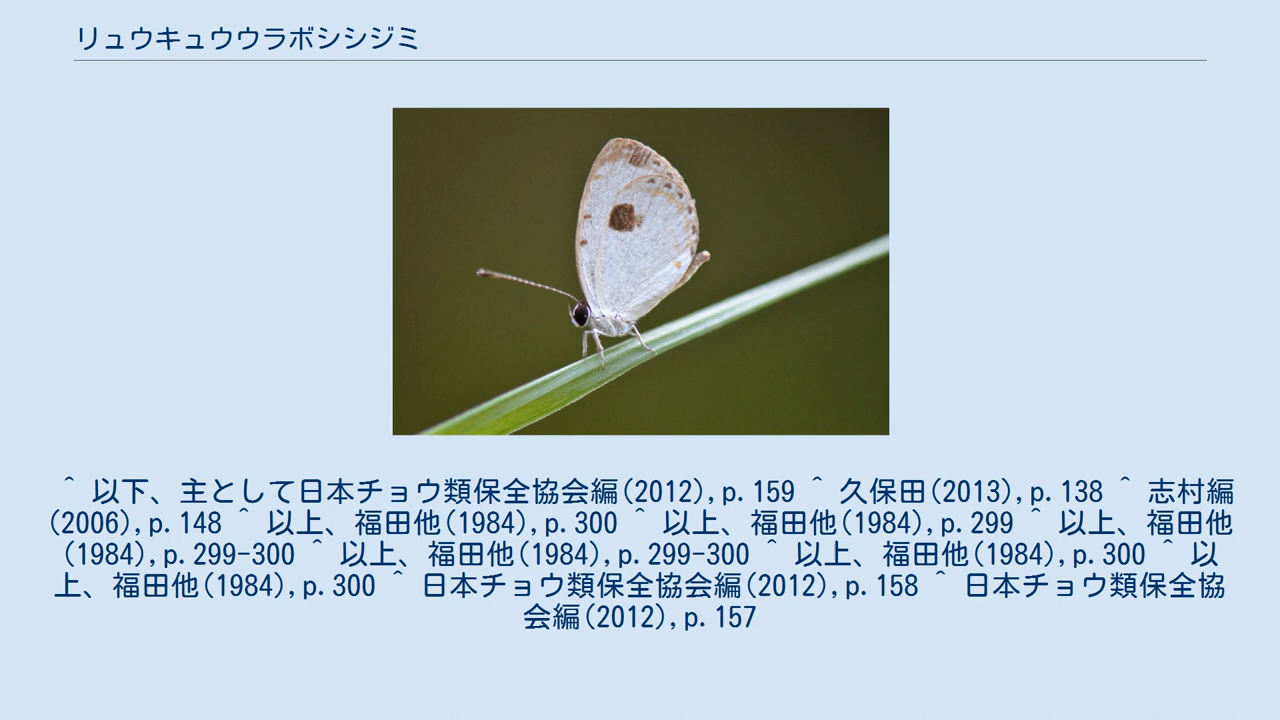 リュウキュウウラボシシジミ
^ 以下、主として日本チョウ類保全協会編(2012),p.159 ^ 久保田(2013),p.138 ^ 志村編
(2006),p.148 ^ 以上、福田他(1984),p.300 ^ 以上、福田他(1984),p.299 ^ 以上、福田他
(1984),p.299-300 ^ 以上、福田他(1984),p.299-300 ^ 以上、福田他(1984),p.300 ^ 以
上、福田他(1984),p.300 ^ 日本チョウ類保全協会編(2012),p.158 ^ 日本チョウ類保全協
会編(2012),p.157